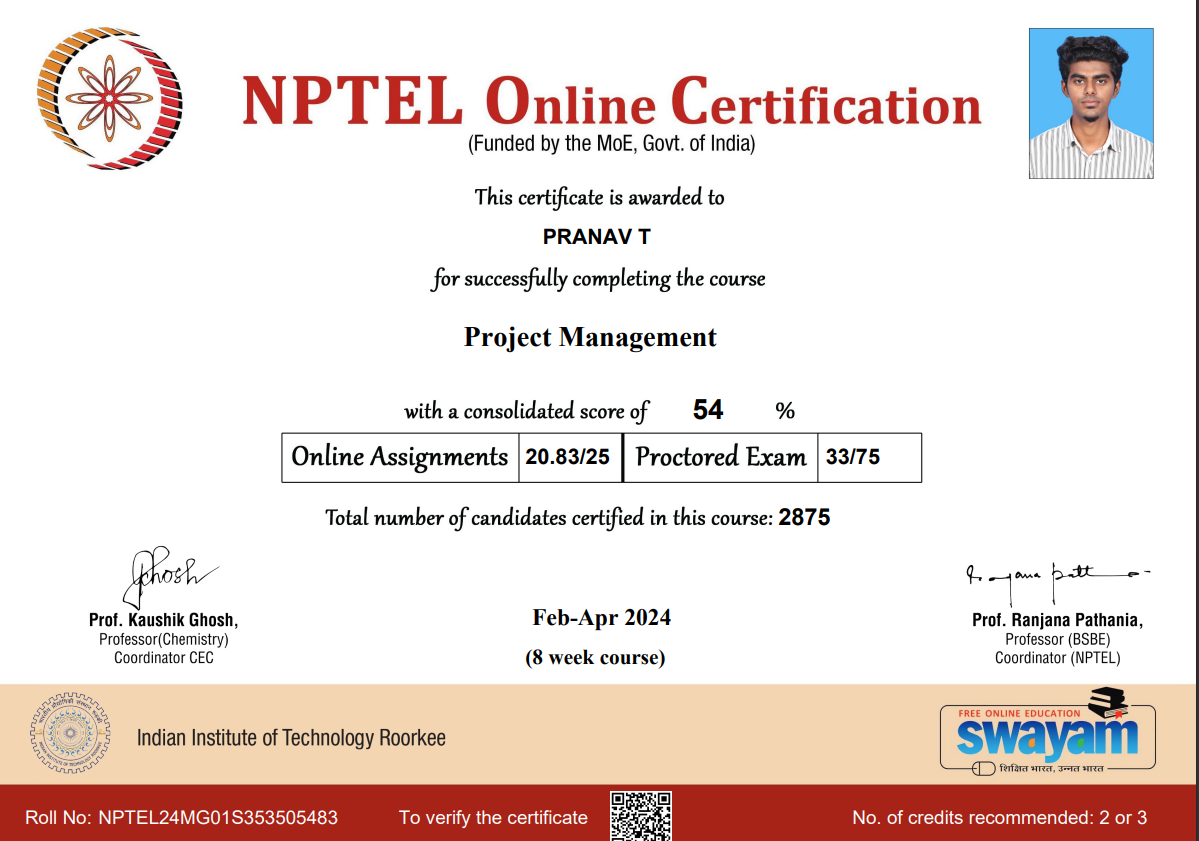 NPTEL Online Certification
(Funded by the MoE, Govt. of India)
This certificate is awarded to
PRANAV T
for successfully completing the course
Project Management
with a consolidated score of 54 %
Online Assignments 20.83/25 Proctored Exam 33/75
Total number of candidates certified in this course: 2875
Prof. Kaushik Ghosh,
Professor(Chemistry)
Coordinator CEC
Feb-Apr 2024
(8 week course)
Prof. Ranjana Pathania,
Professor (BSBE)
Coordinator (NPTEL)
Indian Institute of Technology Roorkee
FREE ONLINE EDUCATION
swayam
शिक्षित भारत, उन्नत भारत
Roll No: NPTEL24MG01S353505483
To verify the certificate
No. of credits recommended: 2 or 3